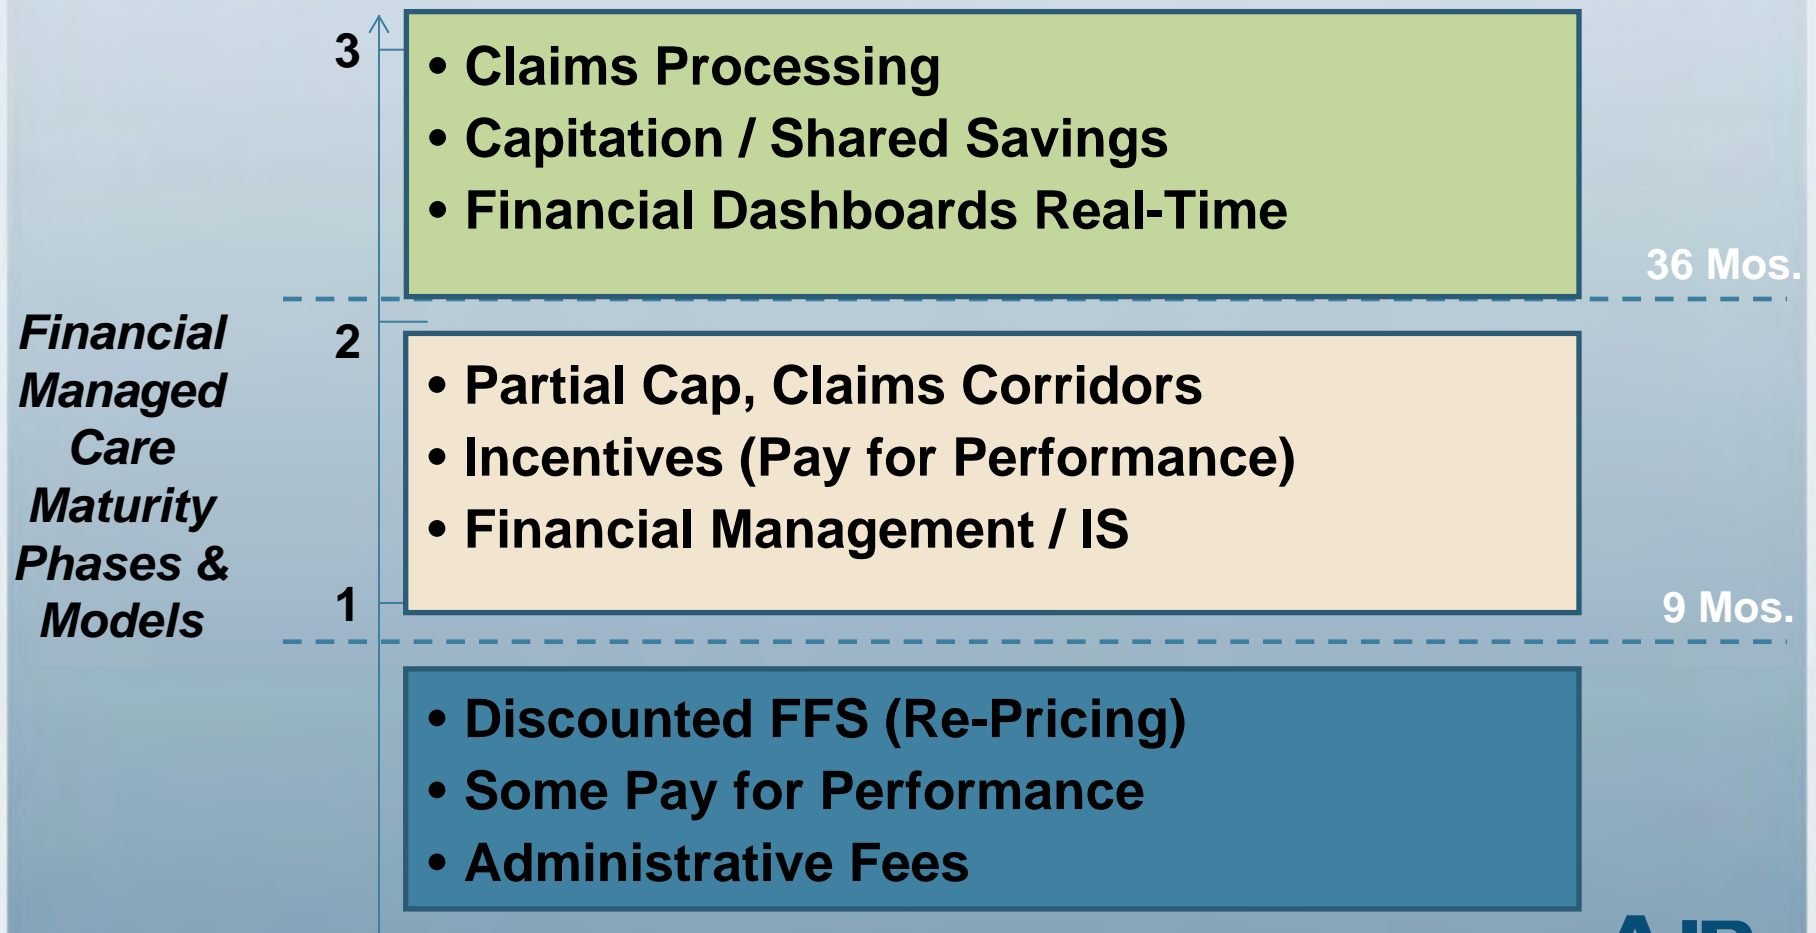 3
• Claims Processing
• Capitation / Shared Savings
• Financial Dashboards Real-Time
36 Mos.
Financial
Managed
Care
Maturity
Phases &
Models
2
• Partial Cap, Claims Corridors
• Incentives (Pay for Performance)
• Financial Management / IS
1
9 Mos.
• Discounted FFS (Re-Pricing)
• Some Pay for Performance
• Administrative Fees